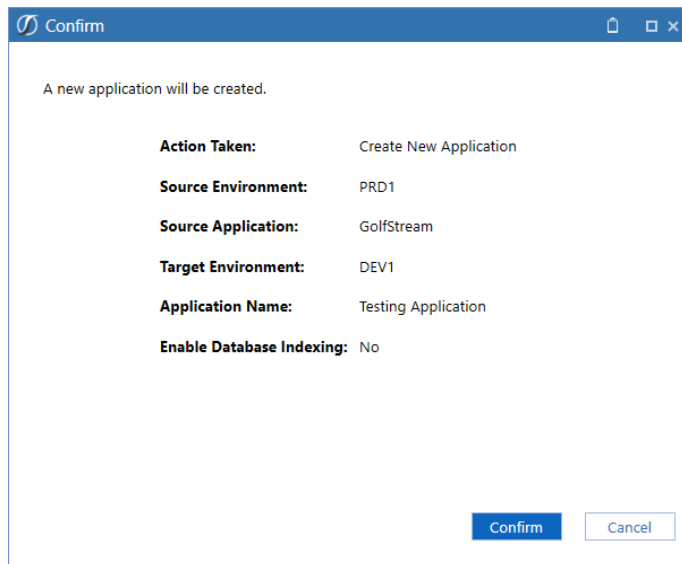 Confirm
A new application will be created.
Action Taken: Create New Application
Source Environment: PRD1
Source Application: GolfStream
Target Environment: DEV1
Application Name: Testing Application
Enable Database Indexing: No
Confirm Cancel